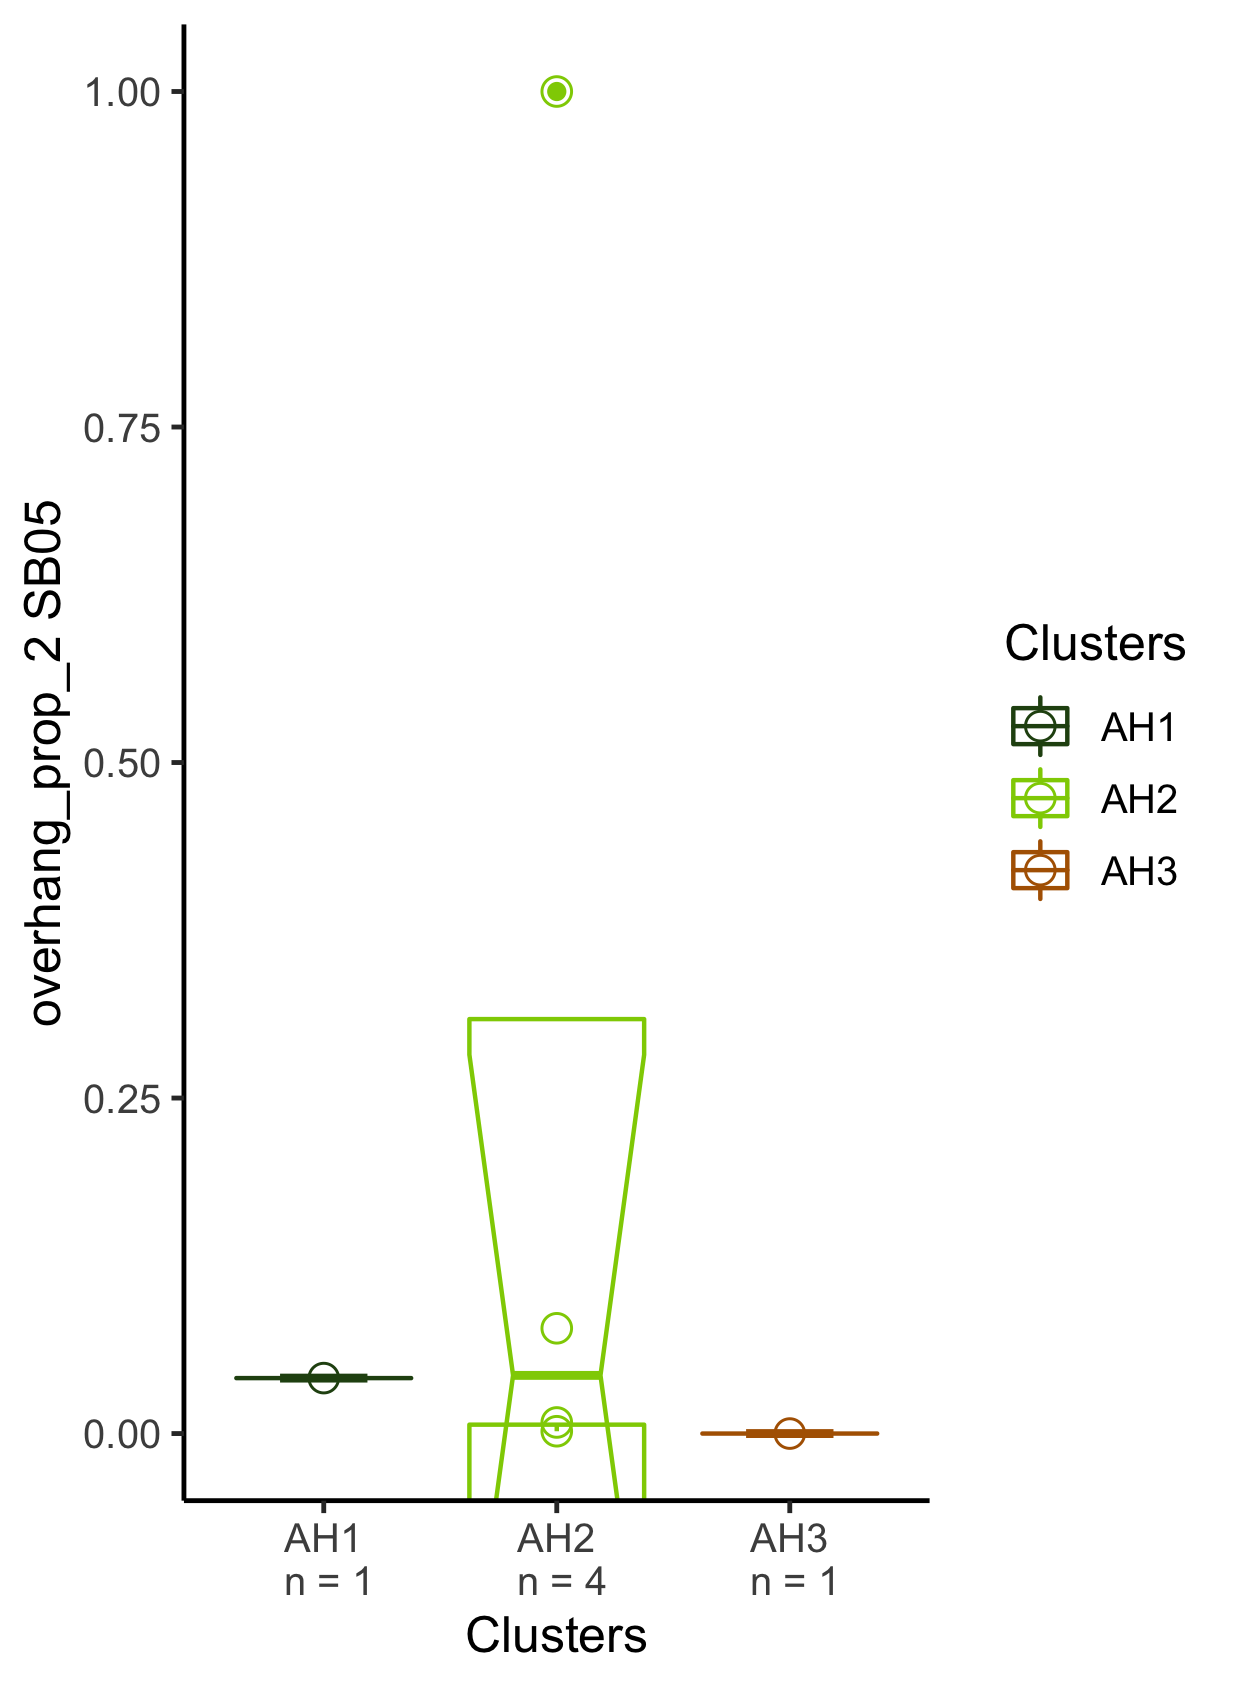 overhang_prop_2 SB05
1.00
0.75
0.50
0.25
0.00
AH1
n = 1
AH2
n = 4
AH3
n = 1
Clusters
Clusters
AH1
AH2
AH3